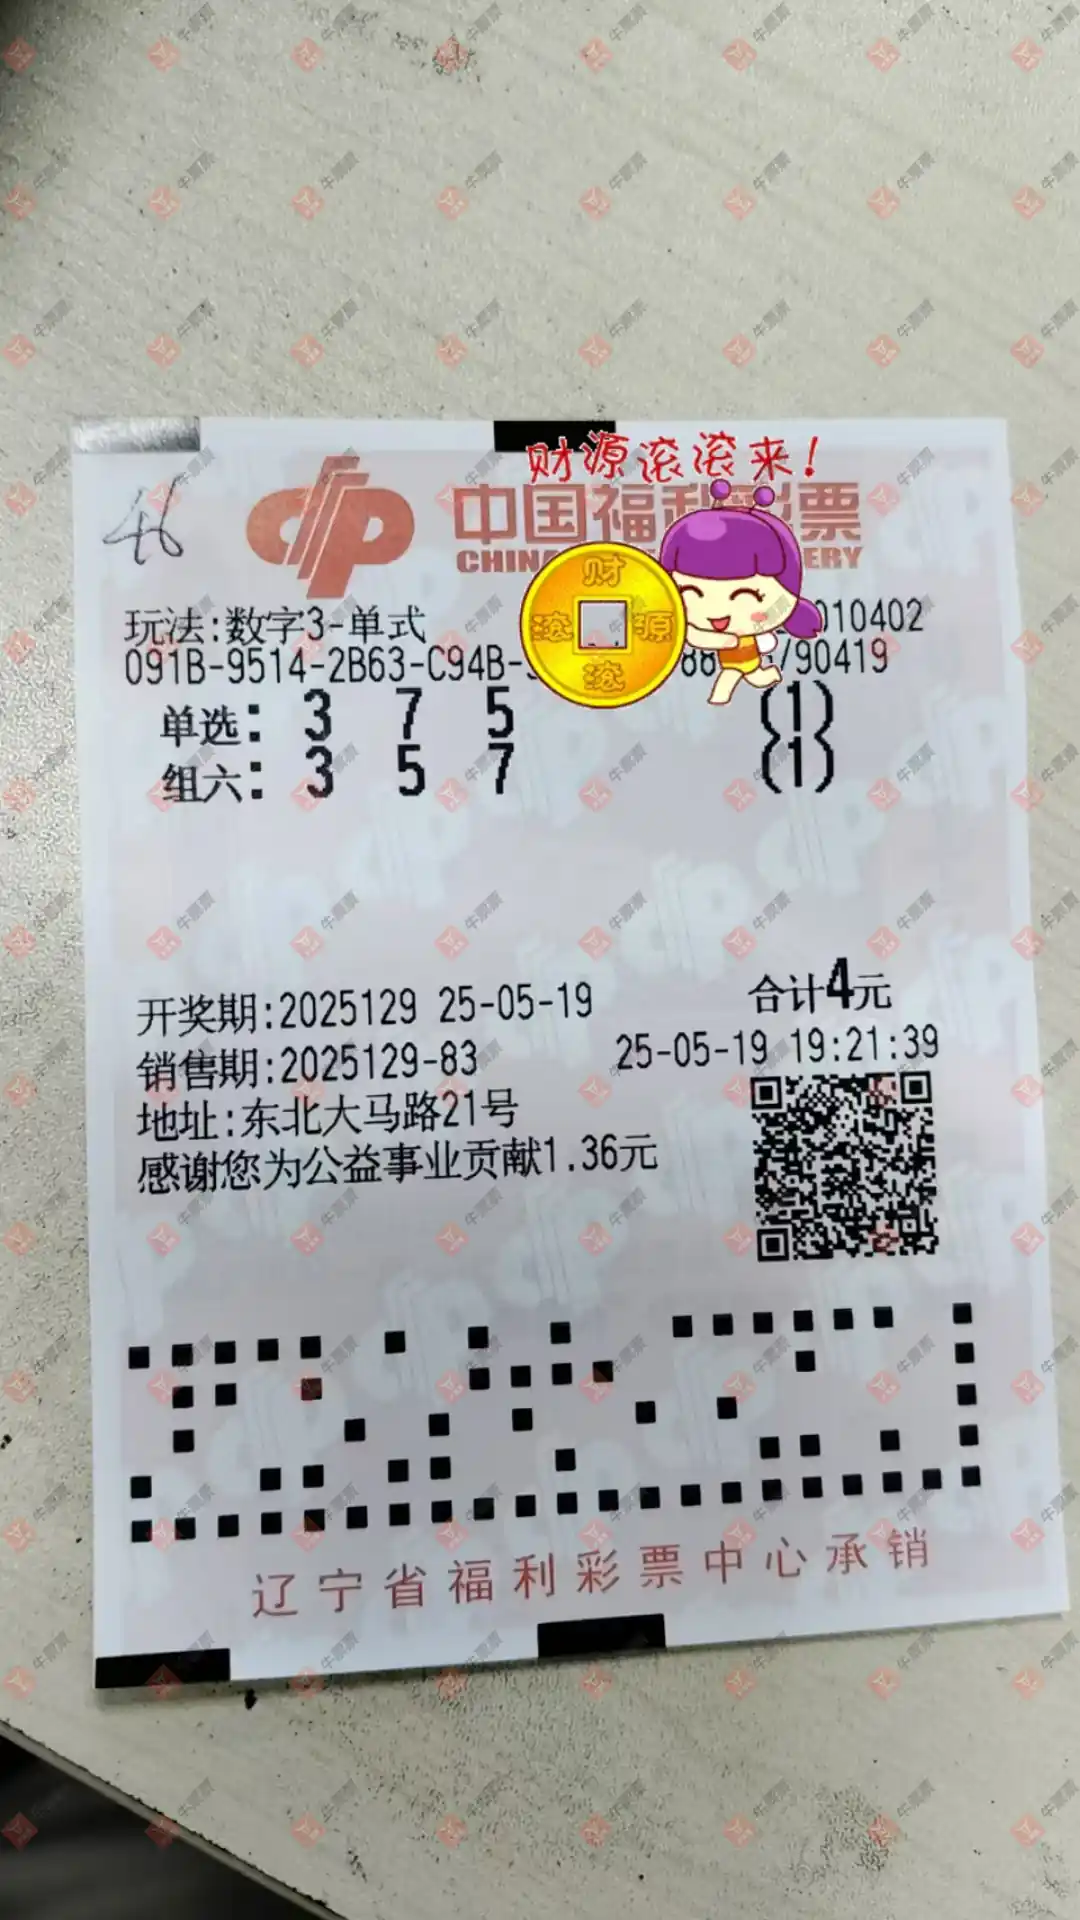 财源滚滚来!
中国福利彩票
CHIN ERY
财
滚 源
滚
玩法:数字3-单式 010402
091B-9514-2B63-C94B- 88 /90419
单选: 3 7 5 (1)
组六: 3 5 7 (1)
开奖期:2025129 25-05-19 合计4元
销售期:2025129-83 25-05-19 19:21:39
地址:东北大马路21号
感谢您为公益事业贡献1.36元
辽宁省福利彩票中心承销
牛票票